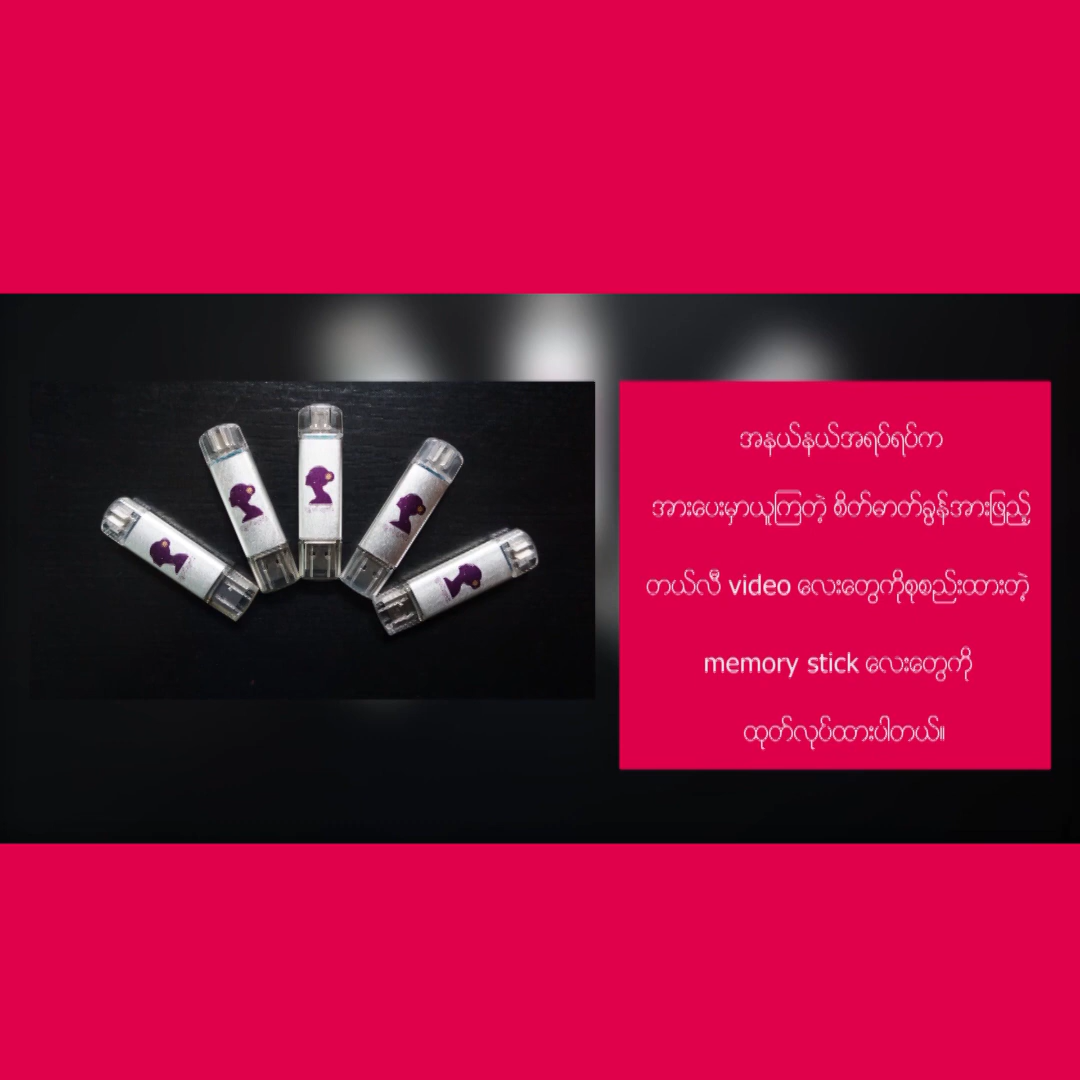 အနယ်နယ်အရပ်ရပ်က
အားပေးမှာယူကြတဲ့ စိတ်ဓာတ်ခွန်အားဖြည့်
တယ်လီ video လေးတွေကိုစုစည်းထားတဲ့
memory stick လေးတွေကို
ထုတ်လုပ်ထားပါတယ်။